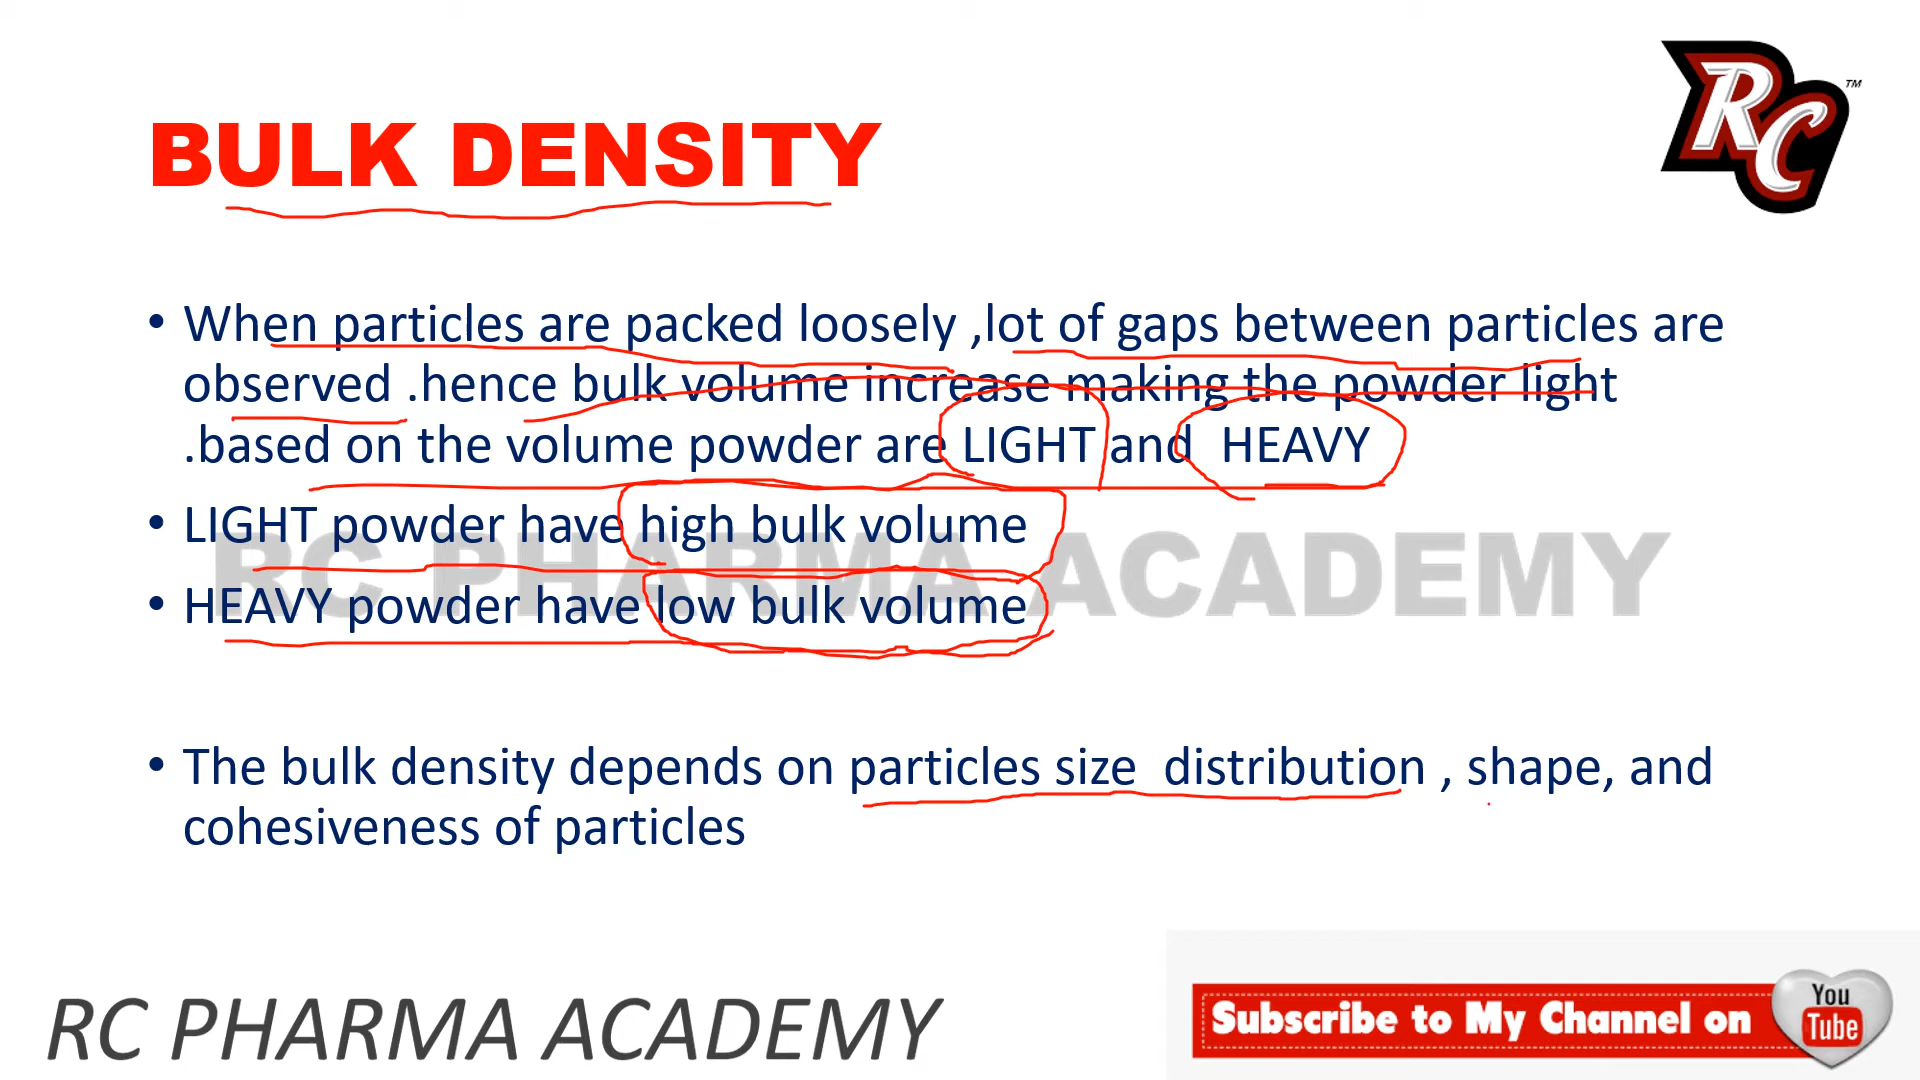 RC™
BULK DENSITY
• When particles are packed loosely ,lot of gaps between particles are
observed .hence bulk volume increase making the powder light
.based on the volume powder are LIGHT and HEAVY
• LIGHT powder have high bulk volume
RC PHARMA ACADEMY
• HEAVY powder have low bulk volume
• The bulk density depends on particles size distribution , shape, and
cohesiveness of particles
RC PHARMA ACADEMY
Subscribe to My Channel on
You
Tube